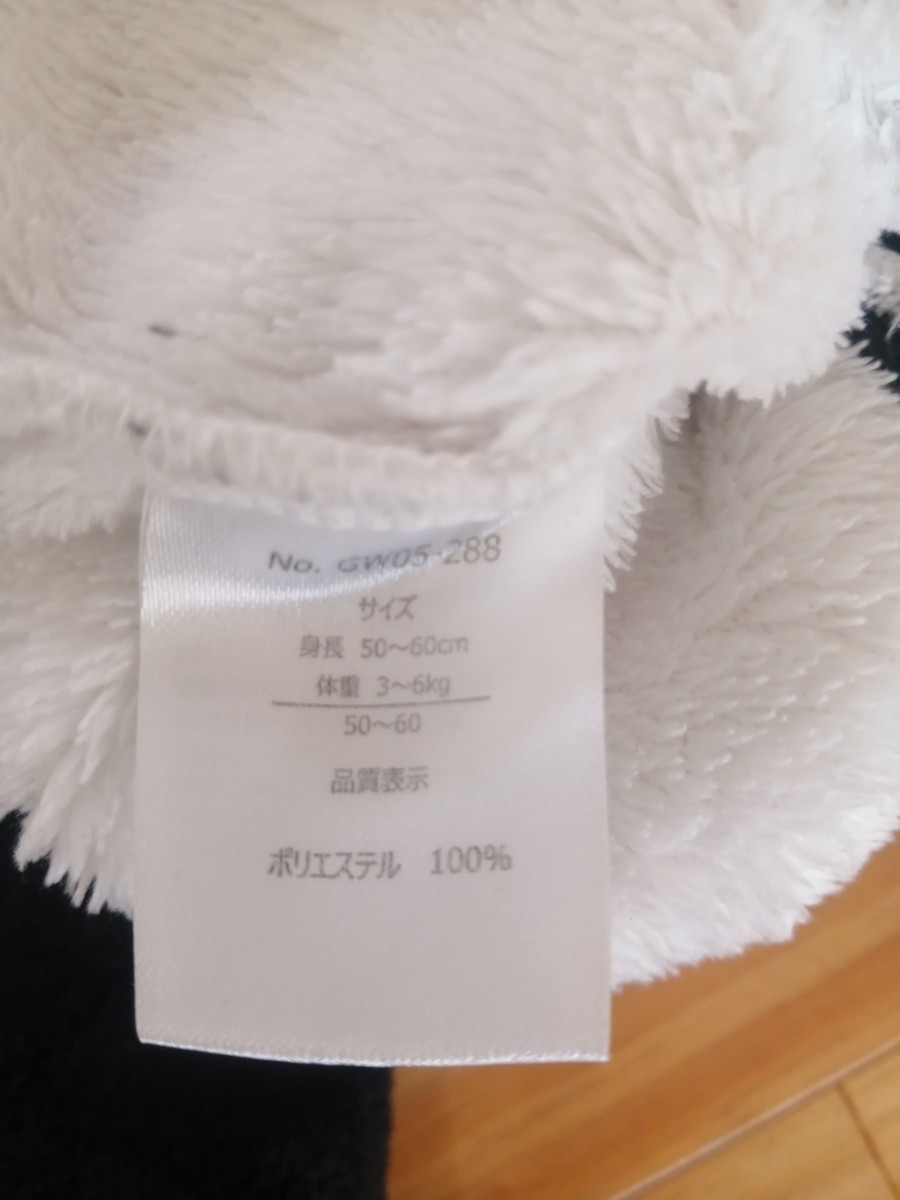 No. GW05-288
サイズ
身長 50～60cm
体重 3～6kg
50～60
品質表示
ポリエステル 100%